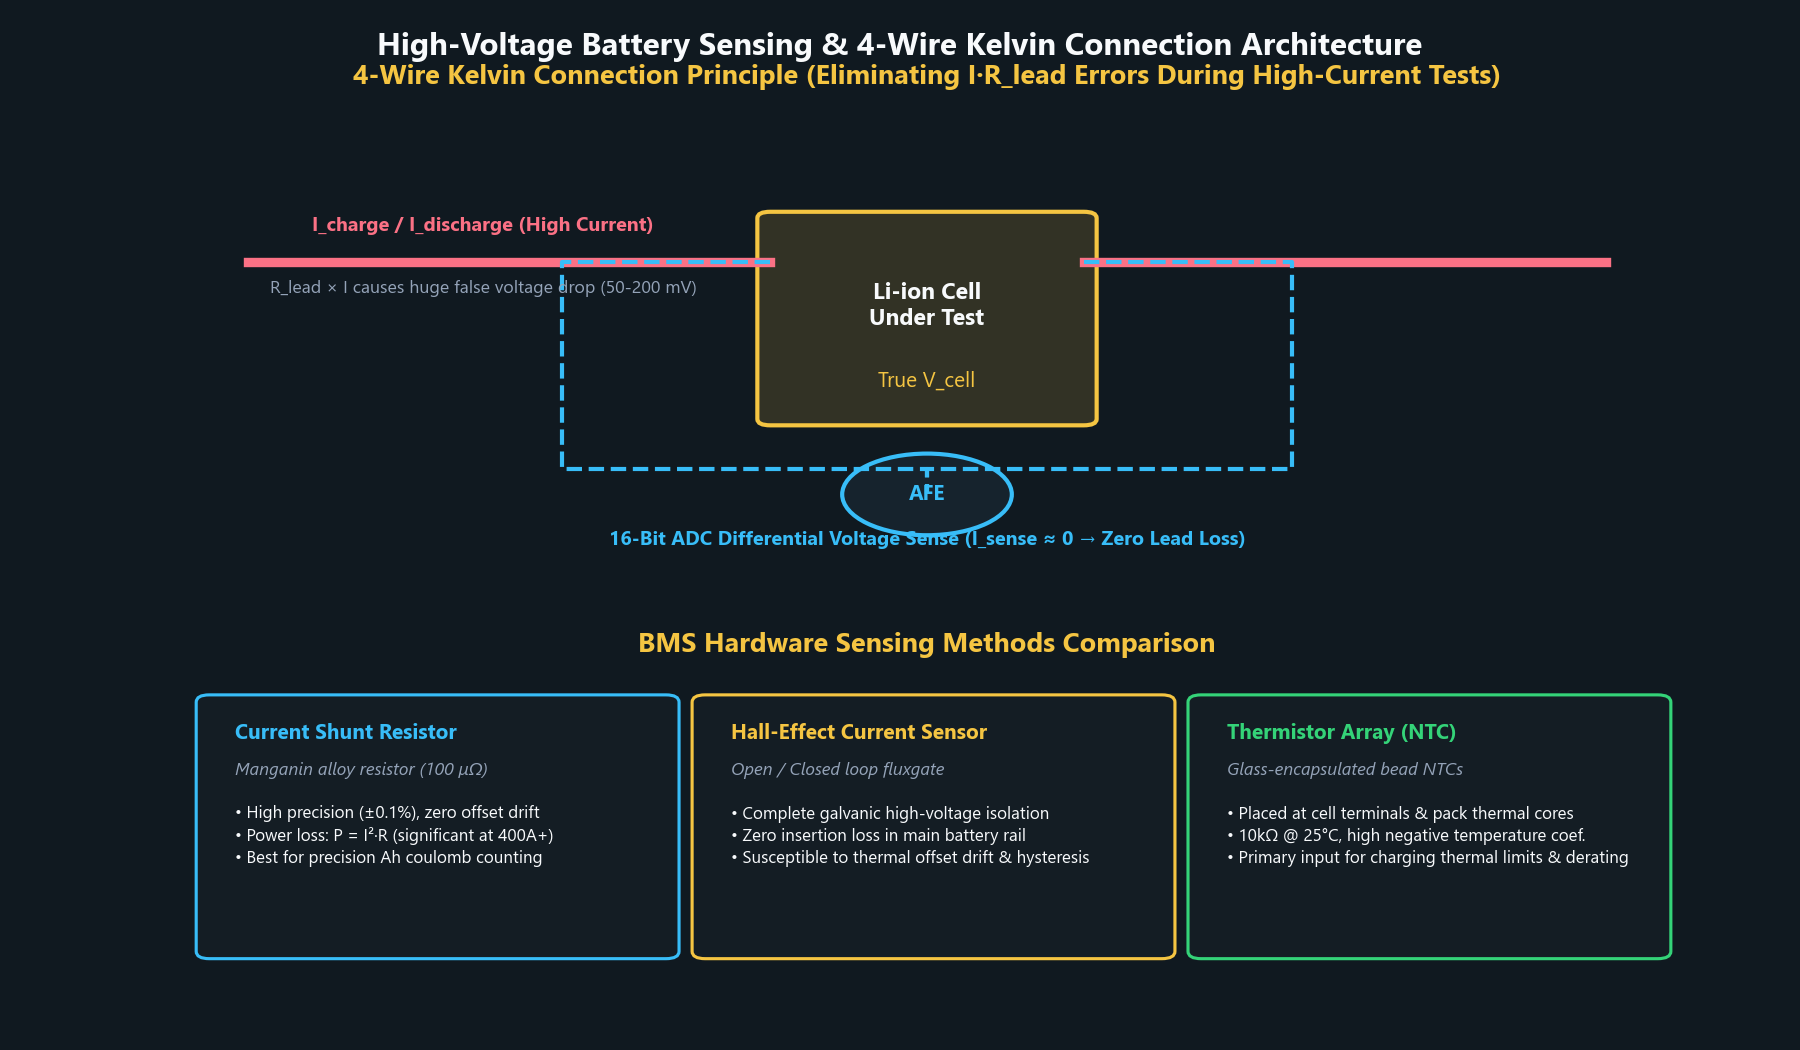 High-Voltage Battery Sensing & 4-Wire Kelvin Connection Architecture
4-Wire Kelvin Connection Principle (Eliminating I·R_lead Errors During High-Current Tests)
I_charge / I_discharge (High Current)
R_lead × I causes huge false voltage drop (50-200 mV)
Li-ion Cell
Under Test
True V_cell
AFE
16-Bit ADC Differential Voltage Sense (I_sense ≈ 0 → Zero Lead Loss)
BMS Hardware Sensing Methods Comparison
Current Shunt Resistor
Manganin alloy resistor (100 μΩ)
• High precision (±0.1%), zero offset drift
• Power loss: P = I²·R (significant at 400A+)
• Best for precision Ah coulomb counting
Hall-Effect Current Sensor
Open / Closed loop fluxgate
• Complete galvanic high-voltage isolation
• Zero insertion loss in main battery rail
• Susceptible to thermal offset drift & hysteresis
Thermistor Array (NTC)
Glass-encapsulated bead NTCs
• Placed at cell terminals & pack thermal cores
• 10kΩ @ 25°C, high negative temperature coef.
• Primary input for charging thermal limits & derating